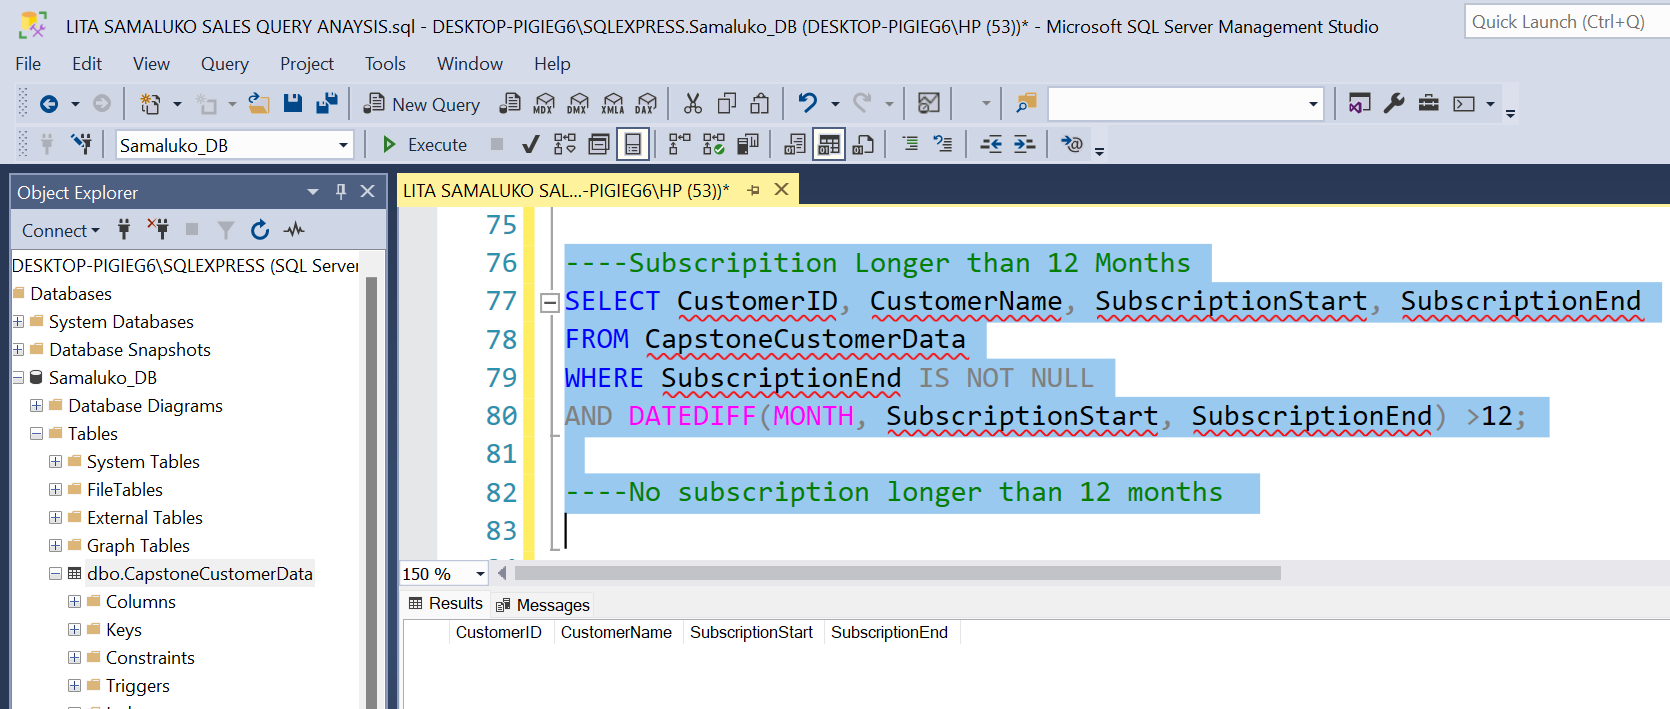 LITA SAMALUKO SALES QUERY ANAYSIS.sql - DESKTOP-PIGIEG6\SQLEXPRESS.Samaluko_DB (DESKTOP-PIGIEG6\HP (53))* - Microsoft SQL Server Management Studio
Quick Launch (Ctrl+Q)
File Edit View Query Project Tools Window Help
New Query MDX DMX XMLA DAX
Samaluko_DB Execute
Object Explorer
Connect
DESKTOP-PIGIEG6\SQLEXPRESS (SQL Server
Databases
System Databases
Database Snapshots
Samaluko_DB
Database Diagrams
Tables
System Tables
FileTables
External Tables
Graph Tables
dbo.CapstoneCustomerData
Columns
Keys
Constraints
Triggers
LITA SAMALUKO SAL...-PIGIEG6\HP (53))*
75
76 ----Subscripition Longer than 12 Months
77 SELECT CustomerID, CustomerName, SubscriptionStart, SubscriptionEnd
78 FROM CapstoneCustomerData
79 WHERE SubscriptionEnd IS NOT NULL
80 AND DATEDIFF(MONTH, SubscriptionStart, SubscriptionEnd) >12;
81
82 ----No subscription longer than 12 months
83
150 %
Results Messages
CustomerID CustomerName SubscriptionStart SubscriptionEnd